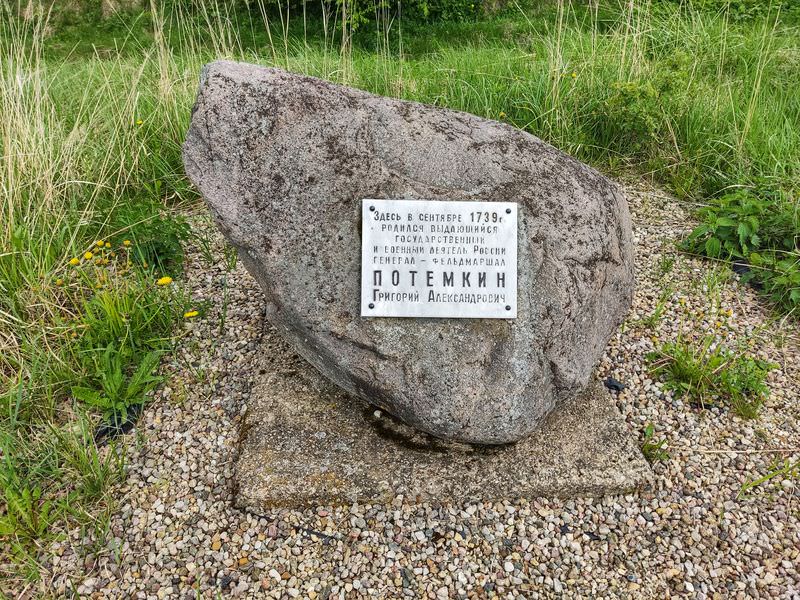 Здесь в сентябре 1739г.
родился выдающийся
государственный
и военный деятель России
генерал – фельдмаршал
ПОТЕМКИН
Григорий Александрович